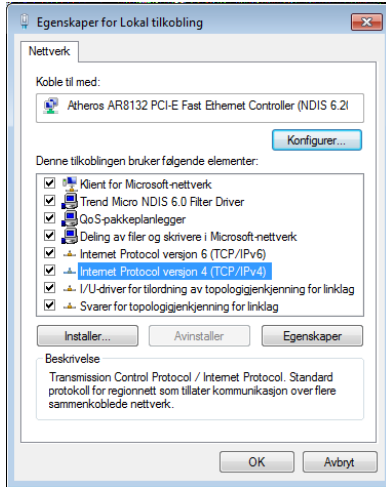 Egenskaper for Lokal tilkobling
Nettverk
Koble til med:
Atheros AR8132 PCI-E Fast Ethernet Controller (NDIS 6.2(
Konfigurer...
Denne tilkoblingen bruker følgende elementer:
Klient for Microsoft-nettverk
Trend Micro NDIS 6.0 Filter Driver
QoS-pakkeplanlegger
Deling av filer og skrivere i Microsoft-nettverk
Internet Protocol versjon 6 (TCP/IPv6)
Internet Protocol versjon 4 (TCP/IPv4)
I/U-driver for tilordning av topologigjenkjenning for linklag
Svarer for topologigjenkjenning for linklag
Installer...
Avinstaller
Egenskaper
Beskrivelse
Transmission Control Protocol / Internet Protocol. Standard
protokoll for regionnett som tillater kommunikasjon over flere
sammenkoblede nettverk.
OK
Avbryt